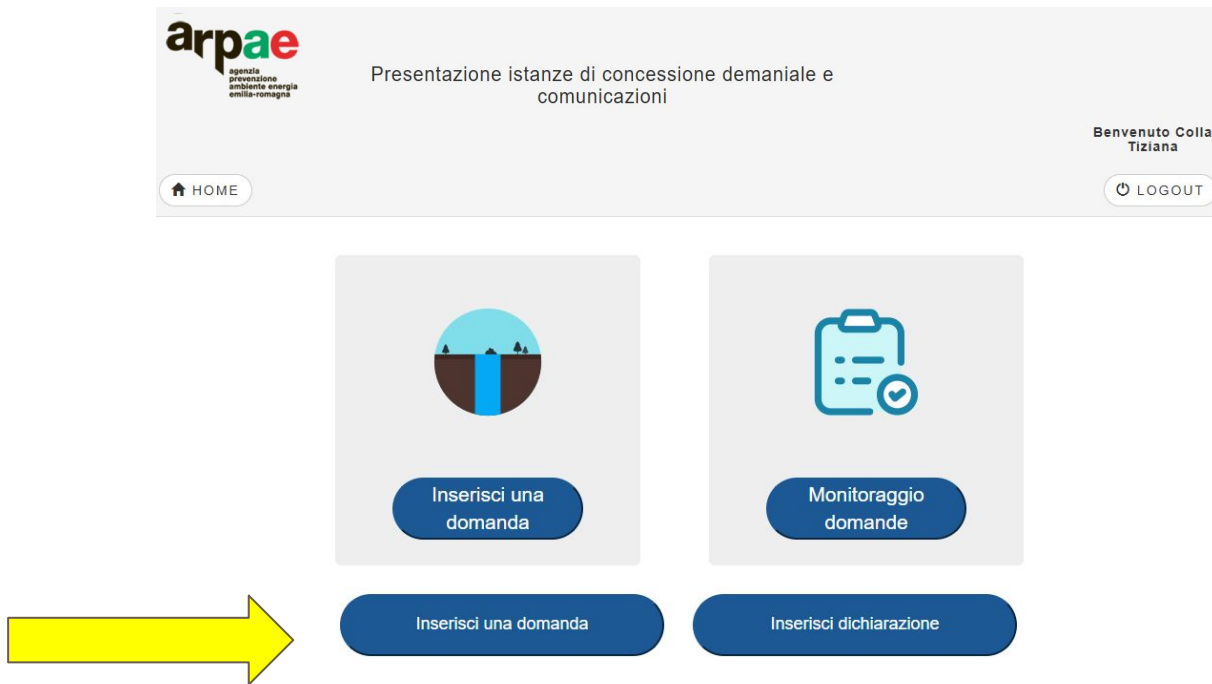 arpae
agenzia
prevenzione
ambiente energia
emilia-romagna
Presentazione istanze di concessione demaniale e
comunicazioni
Benvenuto Colla
Tiziana
HOME
LOGOUT
Inserisci una
domanda
Monitoraggio
domande
Inserisci una domanda
Inserisci dichiarazione